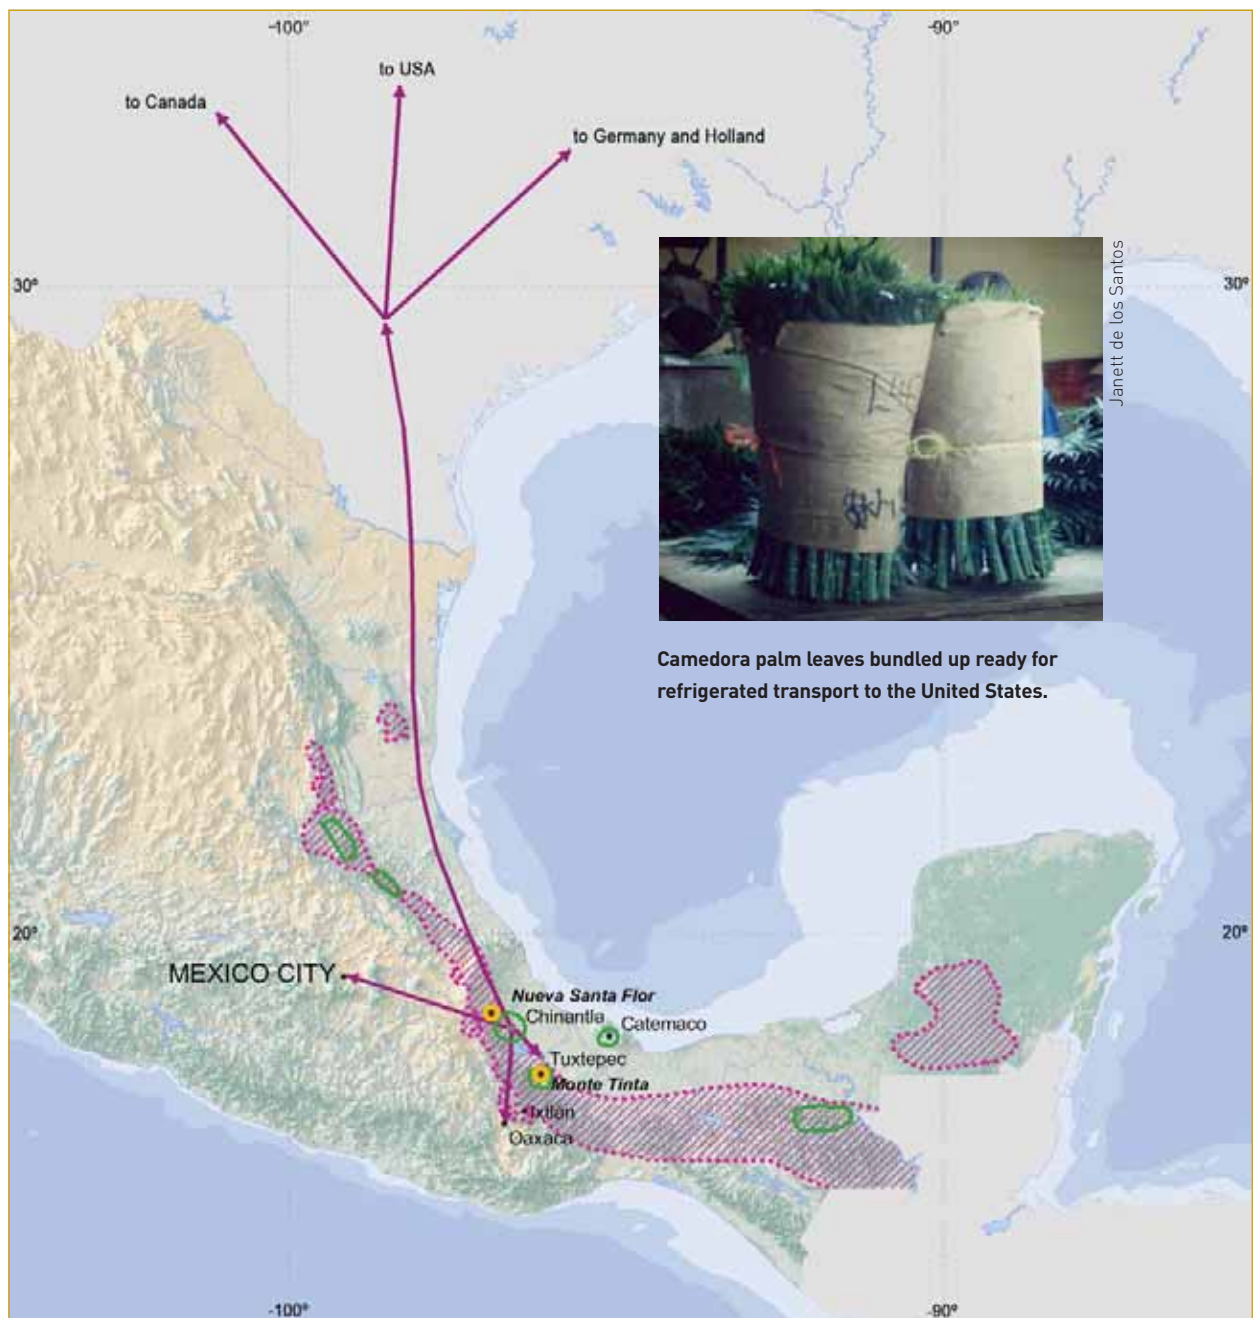 -100°
-90°
to USA
to Canada
to Germany and Holland
30°
30°
Janett de los Santos
Camedora palm leaves bundled up ready for
refrigerated transport to the United States.
20°
20°
MEXICO CITY
Nueva Santa Flor
Chinantla
Catemaco
Tuxtepec
Monte Tinta
Ixtlan
Oaxaca
-100°
-90°